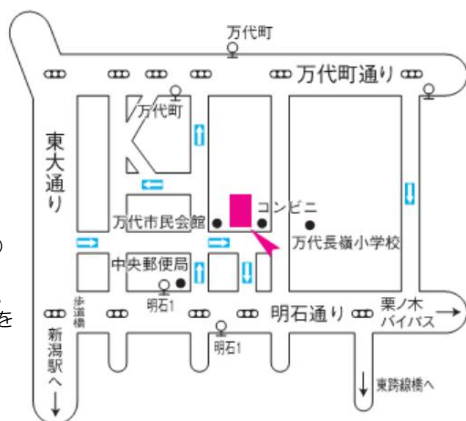 万代町
万代町通り
万代町
東大通り
万代市民会館
コンビニ
万代長嶺小学校
中央郵便局
を
歩道橋
明石1
明石通り
栗ノ木
バイパス
新潟駅へ
明石1
東跨線橋へ